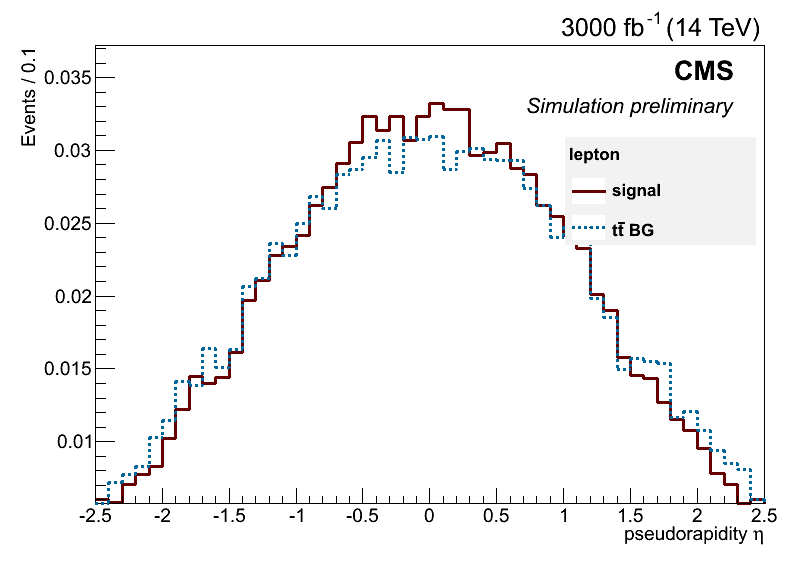 3000 fb⁻¹ (14 TeV)
Events / 0.1
CMS
Simulation preliminary
lepton
signal
tt̄ BG
0.035
0.03
0.025
0.02
0.015
0.01
-2.5 -2 -1.5 -1 -0.5 0 0.5 1 1.5 2 2.5
pseudorapidity η